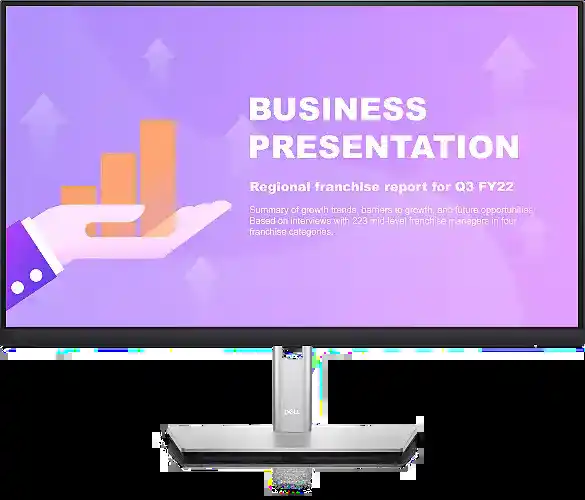 BUSINESS
PRESENTATION
Regional franchise report for Q3 FY22
Summary of growth trends, barriers to growth, and future opportunities.
Based on interviews with 223 mid-level franchise managers in four
franchise categories.
DELL